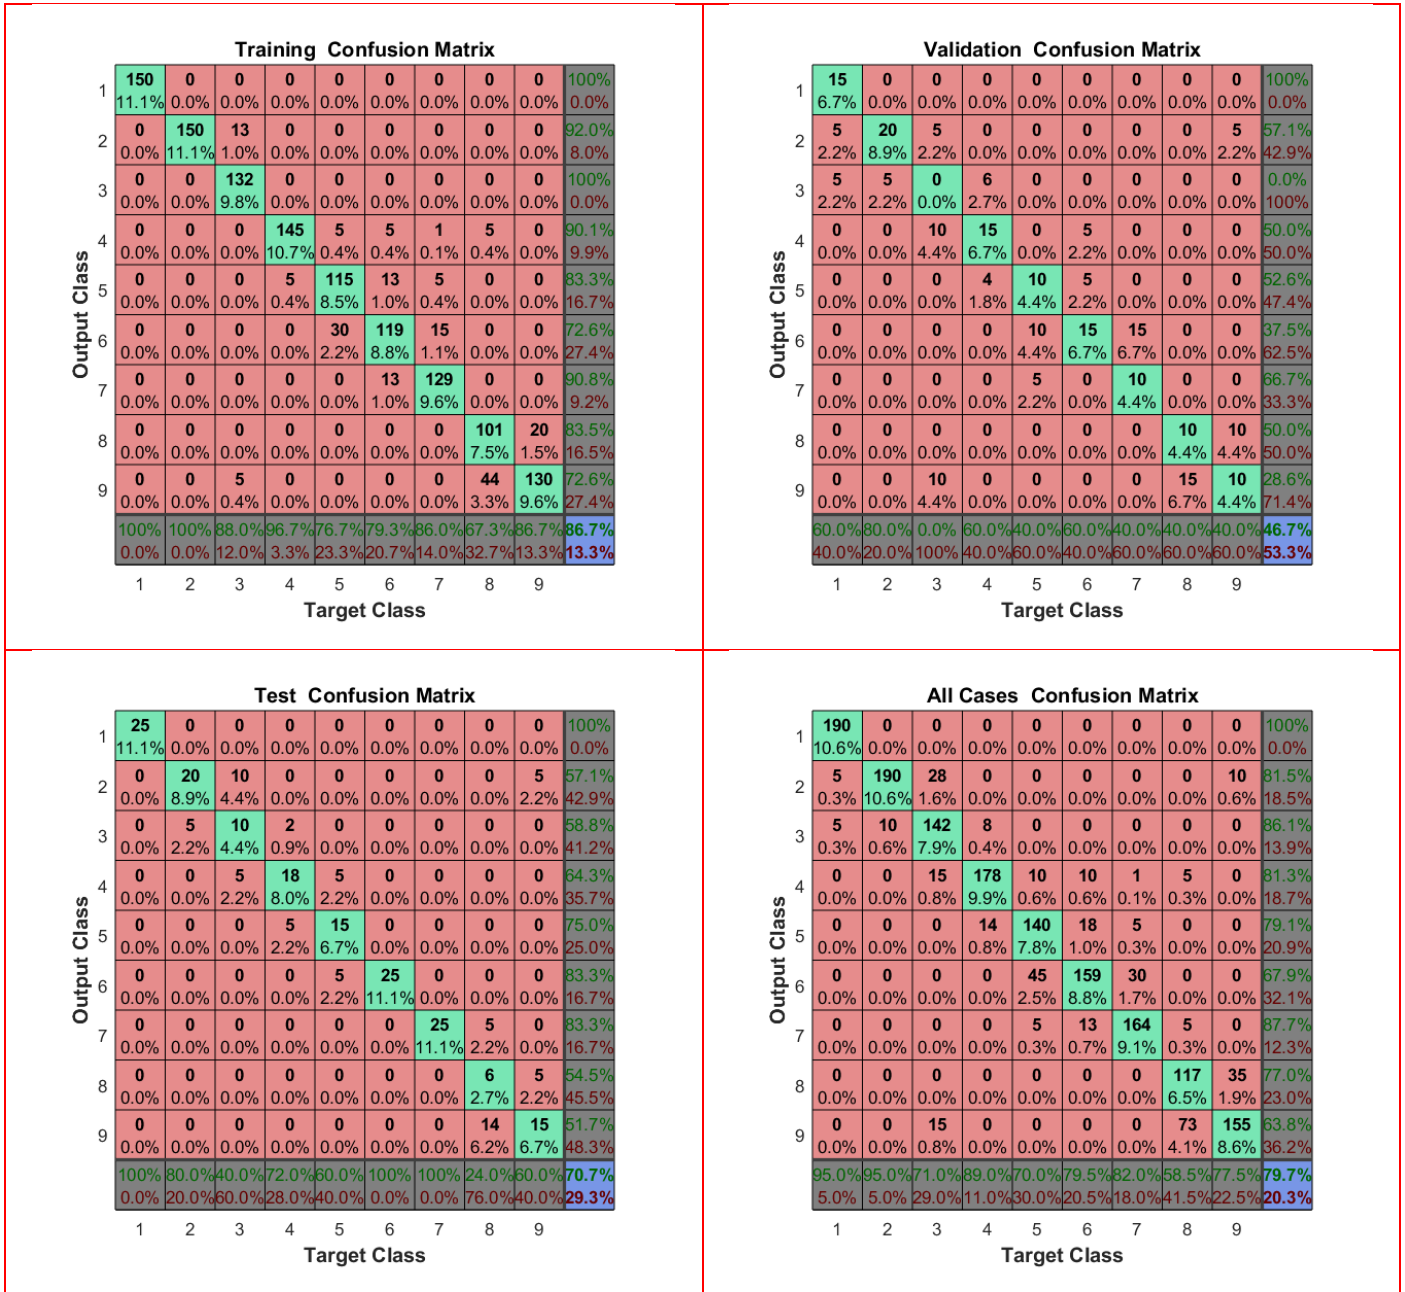 Training  Confusion Matrix
150 0 0 0 0 0 0 0 0 100%
1
11.1% 0.0% 0.0% 0.0% 0.0% 0.0% 0.0% 0.0% 0.0% 0.0%
0 150 13 0 0 0 0 0 0 92.0%
2
0.0% 11.1% 1.0% 0.0% 0.0% 0.0% 0.0% 0.0% 0.0% 8.0%
0 0 132 0 0 0 0 0 0 100%
3
0.0% 0.0% 9.8% 0.0% 0.0% 0.0% 0.0% 0.0% 0.0% 0.0%
0 0 0 145 5 5 1 5 0 90.1%
4
0.0% 0.0% 0.0% 10.7% 0.4% 0.4% 0.1% 0.4% 0.0% 9.9%
0 0 0 5 115 13 5 0 0 83.3%
5
0.0% 0.0% 0.0% 0.4% 8.5% 1.0% 0.4% 0.0% 0.0% 16.7%
0 0 0 0 30 119 15 0 0 72.6%
6
0.0% 0.0% 0.0% 0.0% 2.2% 8.8% 1.1% 0.0% 0.0% 27.4%
0 0 0 0 0 13 129 0 0 90.8%
7
0.0% 0.0% 0.0% 0.0% 0.0% 1.0% 9.6% 0.0% 0.0% 9.2%
0 0 0 0 0 0 0 101 20 83.5%
8
0.0% 0.0% 0.0% 0.0% 0.0% 0.0% 0.0% 7.5% 1.5% 16.5%
0 0 5 0 0 0 0 44 130 72.6%
9
0.0% 0.0% 0.4% 0.0% 0.0% 0.0% 0.0% 3.3% 9.6% 27.4%
100% 100% 88.0% 96.7% 76.7% 79.3% 86.0% 67.3% 86.7% 86.7%
0.0% 0.0% 12.0% 3.3% 23.3% 20.7% 14.0% 32.7% 13.3% 13.3%
1 2 3 4 5 6 7 8 9
Target Class
Output Class
Validation  Confusion Matrix
15 0 0 0 0 0 0 0 0 100%
1
6.7% 0.0% 0.0% 0.0% 0.0% 0.0% 0.0% 0.0% 0.0% 0.0%
5 20 5 0 0 0 0 0 5 57.1%
2
2.2% 8.9% 2.2% 0.0% 0.0% 0.0% 0.0% 0.0% 2.2% 42.9%
5 5 0 6 0 0 0 0 0 0.0%
3
2.2% 2.2% 0.0% 2.7% 0.0% 0.0% 0.0% 0.0% 0.0% 100%
0 0 10 15 0 5 0 0 0 50.0%
4
0.0% 0.0% 4.4% 6.7% 0.0% 2.2% 0.0% 0.0% 0.0% 50.0%
0 0 0 4 10 5 0 0 0 52.6%
5
0.0% 0.0% 0.0% 1.8% 4.4% 2.2% 0.0% 0.0% 0.0% 47.4%
0 0 0 0 10 15 15 0 0 37.5%
6
0.0% 0.0% 0.0% 0.0% 4.4% 6.7% 6.7% 0.0% 0.0% 62.5%
0 0 0 0 5 0 10 0 0 66.7%
7
0.0% 0.0% 0.0% 0.0% 2.2% 0.0% 4.4% 0.0% 0.0% 33.3%
0 0 0 0 0 0 0 10 10 50.0%
8
0.0% 0.0% 0.0% 0.0% 0.0% 0.0% 0.0% 4.4% 4.4% 50.0%
0 0 10 0 0 0 0 15 10 28.6%
9
0.0% 0.0% 4.4% 0.0% 0.0% 0.0% 0.0% 6.7% 4.4% 71.4%
60.0% 80.0% 0.0% 60.0% 40.0% 60.0% 40.0% 40.0% 40.0% 46.7%
40.0% 20.0% 100% 40.0% 60.0% 40.0% 60.0% 60.0% 60.0% 53.3%
1 2 3 4 5 6 7 8 9
Target Class
Output Class
Test  Confusion Matrix
25 0 0 0 0 0 0 0 0 100%
1
11.1% 0.0% 0.0% 0.0% 0.0% 0.0% 0.0% 0.0% 0.0% 0.0%
0 20 10 0 0 0 0 0 5 57.1%
2
0.0% 8.9% 4.4% 0.0% 0.0% 0.0% 0.0% 0.0% 2.2% 42.9%
0 5 10 2 0 0 0 0 0 58.8%
3
0.0% 2.2% 4.4% 0.9% 0.0% 0.0% 0.0% 0.0% 0.0% 41.2%
0 0 5 18 5 0 0 0 0 64.3%
4
0.0% 0.0% 2.2% 8.0% 2.2% 0.0% 0.0% 0.0% 0.0% 35.7%
0 0 0 5 15 0 0 0 0 75.0%
5
0.0% 0.0% 0.0% 2.2% 6.7% 0.0% 0.0% 0.0% 0.0% 25.0%
0 0 0 0 5 25 0 0 0 83.3%
6
0.0% 0.0% 0.0% 0.0% 2.2% 11.1% 0.0% 0.0% 0.0% 16.7%
0 0 0 0 0 0 25 5 0 83.3%
7
0.0% 0.0% 0.0% 0.0% 0.0% 0.0% 11.1% 2.2% 0.0% 16.7%
0 0 0 0 0 0 0 6 5 54.5%
8
0.0% 0.0% 0.0% 0.0% 0.0% 0.0% 0.0% 2.7% 2.2% 45.5%
0 0 0 0 0 0 0 14 15 51.7%
9
0.0% 0.0% 0.0% 0.0% 0.0% 0.0% 0.0% 6.2% 6.7% 48.3%
100% 80.0% 40.0% 72.0% 60.0% 100% 100% 24.0% 60.0% 70.7%
0.0% 20.0% 60.0% 28.0% 40.0% 0.0% 0.0% 76.0% 40.0% 29.3%
1 2 3 4 5 6 7 8 9
Target Class
Output Class
All Cases  Confusion Matrix
190 0 0 0 0 0 0 0 0 100%
1
10.6% 0.0% 0.0% 0.0% 0.0% 0.0% 0.0% 0.0% 0.0% 0.0%
5 190 28 0 0 0 0 0 10 81.5%
2
0.3% 10.6% 1.6% 0.0% 0.0% 0.0% 0.0% 0.0% 0.6% 18.5%
5 10 142 8 0 0 0 0 0 86.1%
3
0.3% 0.6% 7.9% 0.4% 0.0% 0.0% 0.0% 0.0% 0.0% 13.9%
0 0 15 178 10 10 1 5 0 81.3%
4
0.0% 0.0% 0.8% 9.9% 0.6% 0.6% 0.1% 0.3% 0.0% 18.7%
0 0 0 14 140 18 5 0 0 79.1%
5
0.0% 0.0% 0.0% 0.8% 7.8% 1.0% 0.3% 0.0% 0.0% 20.9%
0 0 0 0 45 159 30 0 0 67.9%
6
0.0% 0.0% 0.0% 0.0% 2.5% 8.8% 1.7% 0.0% 0.0% 32.1%
0 0 0 0 5 13 164 5 0 87.7%
7
0.0% 0.0% 0.0% 0.0% 0.3% 0.7% 9.1% 0.3% 0.0% 12.3%
0 0 0 0 0 0 0 117 35 77.0%
8
0.0% 0.0% 0.0% 0.0% 0.0% 0.0% 0.0% 6.5% 1.9% 23.0%
0 0 15 0 0 0 0 73 155 63.8%
9
0.0% 0.0% 0.8% 0.0% 0.0% 0.0% 0.0% 4.1% 8.6% 36.2%
95.0% 95.0% 71.0% 89.0% 70.0% 79.5% 82.0% 58.5% 77.5% 79.7%
5.0% 5.0% 29.0% 11.0% 30.0% 20.5% 18.0% 41.5% 22.5% 20.3%
1 2 3 4 5 6 7 8 9
Target Class
Output Class